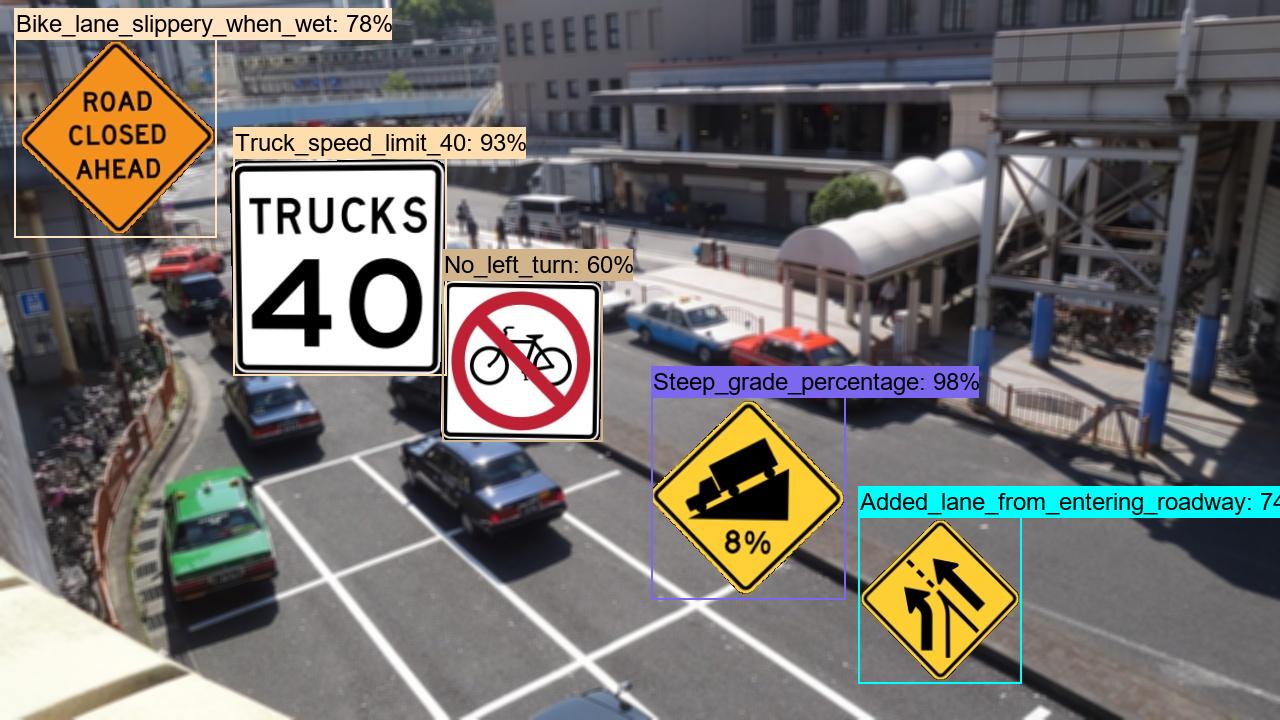 Bike_lane_slippery_when_wet: 78%
ROAD
CLOSED
AHEAD
Truck_speed_limit_40: 93%
TRUCKS
40
No_left_turn: 60%
Steep_grade_percentage: 98%
8%
Added_lane_from_entering_roadway: 74